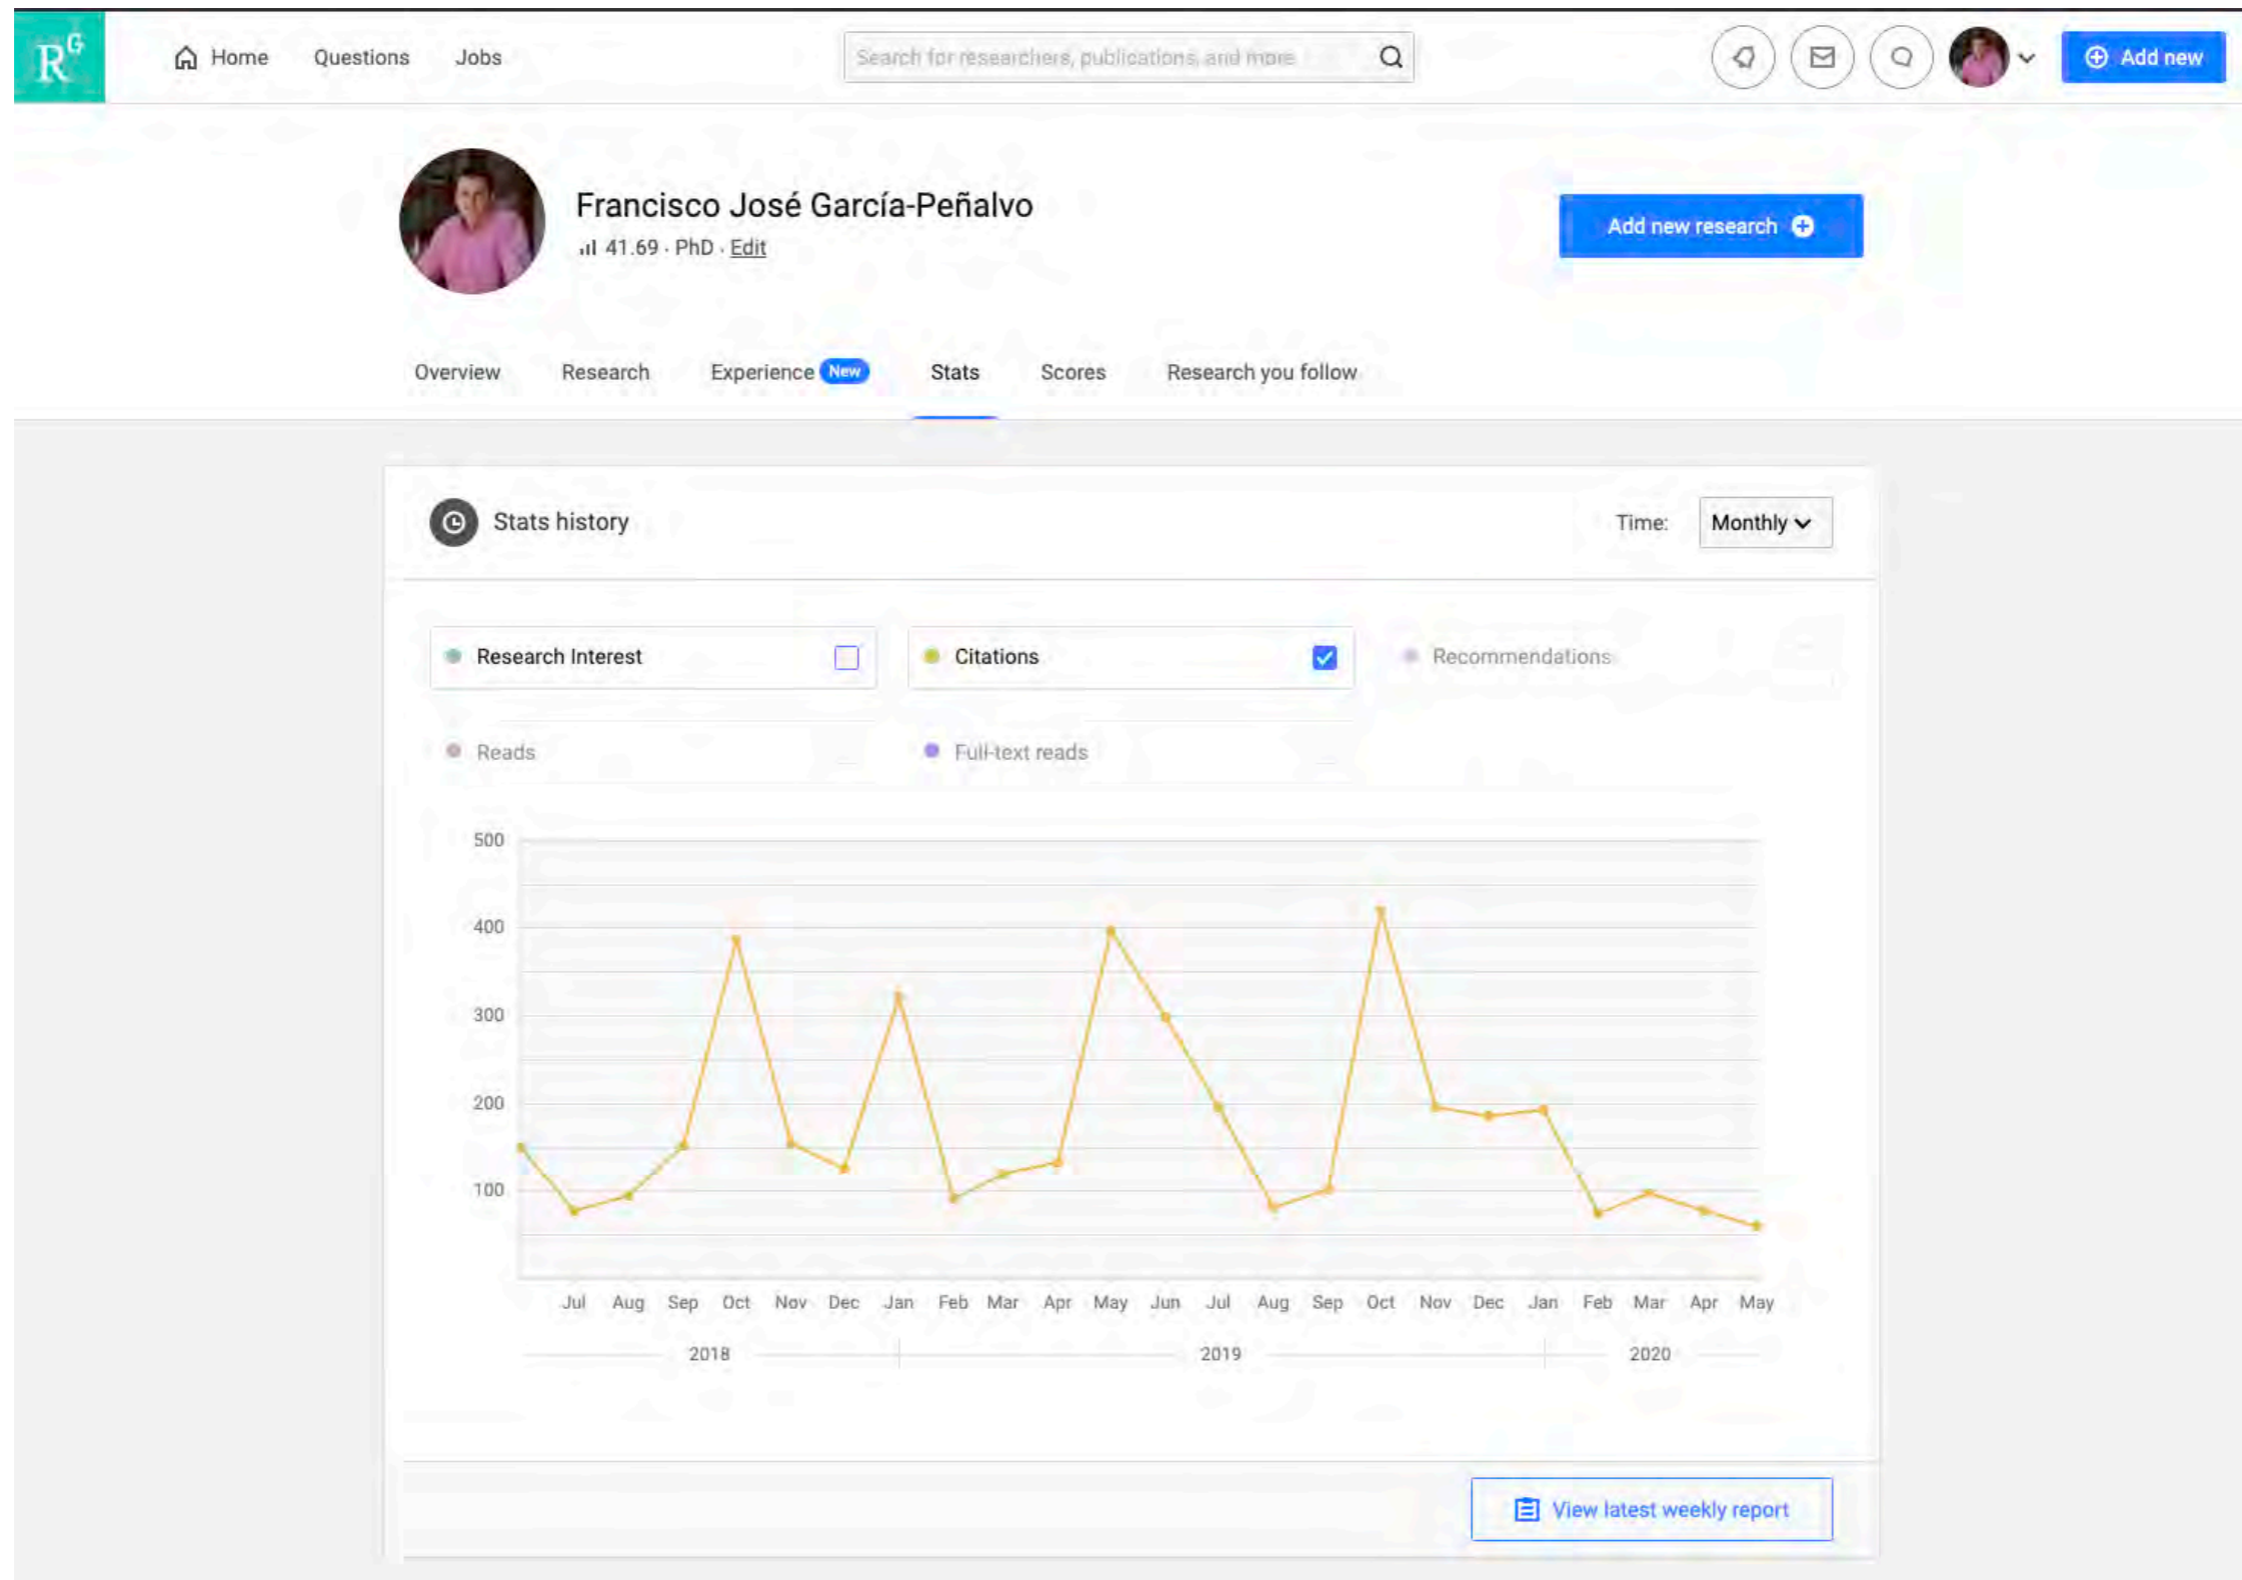 RG Home Questions Jobs Search for researchers, publications, and more Add new
Francisco José García-Peñalvo
41.69 · PhD · Edit
Add new research
Overview Research Experience New Stats Scores Research you follow
Stats history Time: Monthly
Research Interest Citations Recommendations
Reads Full-text reads
500
400
300
200
100
Jul Aug Sep Oct Nov Dec Jan Feb Mar Apr May Jun Jul Aug Sep Oct Nov Dec Jan Feb Mar Apr May
2018 2019 2020
View latest weekly report